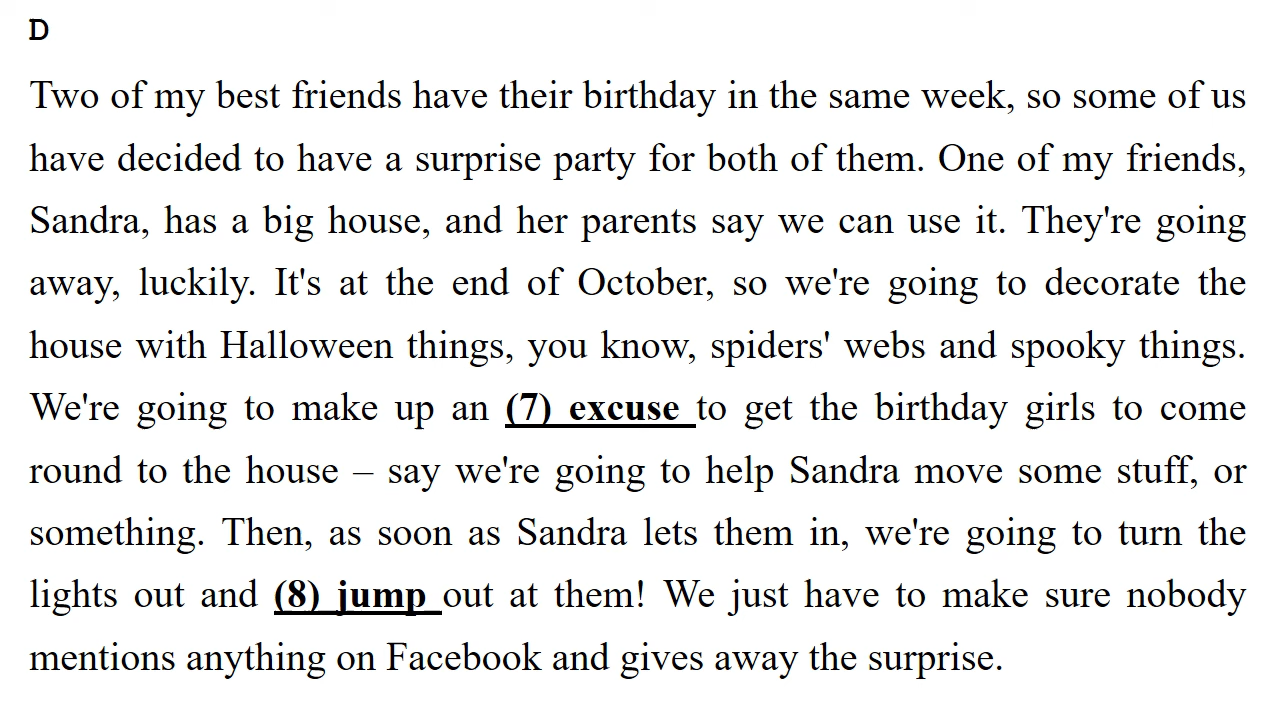 D
Two of my best friends have their birthday in the same week, so some of us
have decided to have a surprise party for both of them. One of my friends,
Sandra, has a big house, and her parents say we can use it. They're going
away, luckily. It's at the end of October, so we're going to decorate the
house with Halloween things, you know, spiders' webs and spooky things.
We're going to make up an (7) excuse to get the birthday girls to come
round to the house – say we're going to help Sandra move some stuff, or
something. Then, as soon as Sandra lets them in, we're going to turn the
lights out and (8) jump out at them! We just have to make sure nobody
mentions anything on Facebook and gives away the surprise.